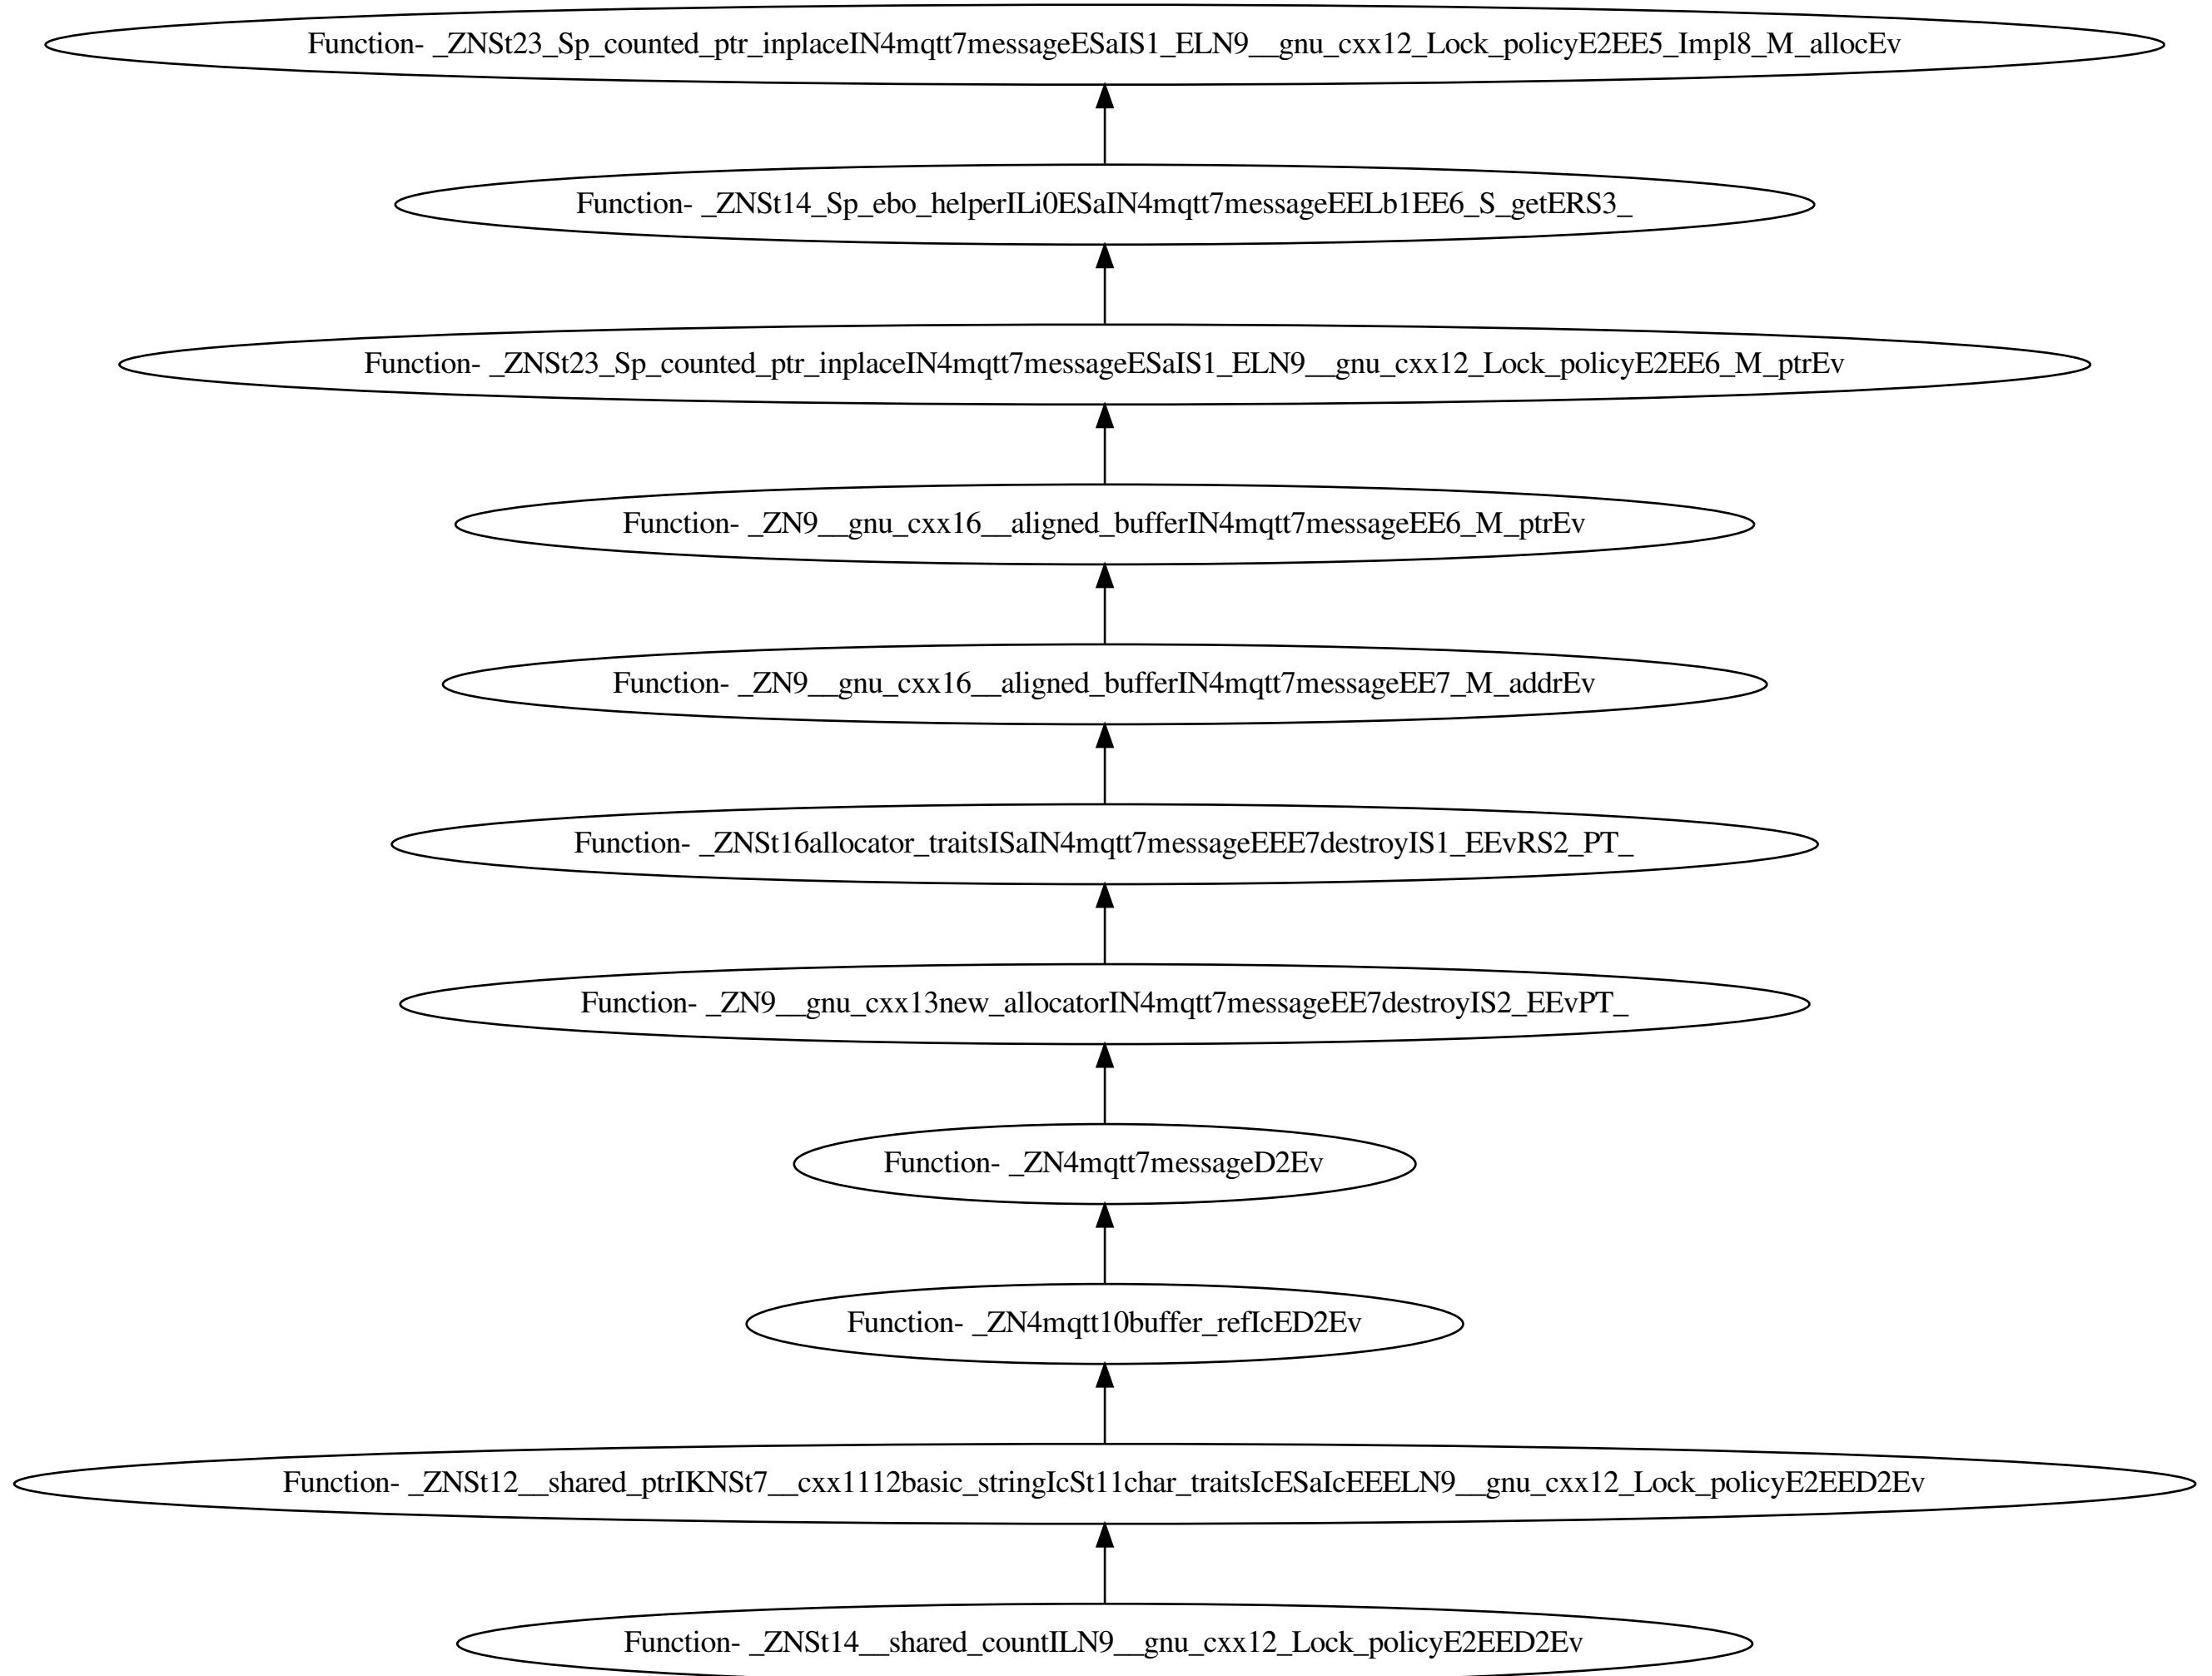 Function- _ZNSt23_Sp_counted_ptr_inplaceIN4mqtt7messageESaIS1_ELN9__gnu_cxx12_Lock_policyE2EE5_Impl8_M_allocEv
Function- _ZNSt14_Sp_ebo_helperILi0ESaIN4mqtt7messageEELb1EE6_S_getERS3_
Function- _ZNSt23_Sp_counted_ptr_inplaceIN4mqtt7messageESaIS1_ELN9__gnu_cxx12_Lock_policyE2EE6_M_ptrEv
Function- _ZN9__gnu_cxx16__aligned_bufferIN4mqtt7messageEE6_M_ptrEv
Function- _ZN9__gnu_cxx16__aligned_bufferIN4mqtt7messageEE7_M_addrEv
Function- _ZNSt16allocator_traitsISaIN4mqtt7messageEEE7destroyIS1_EEvRS2_PT_
Function- _ZN9__gnu_cxx13new_allocatorIN4mqtt7messageEE7destroyIS2_EEvPT_
Function- _ZN4mqtt7messageD2Ev
Function- _ZN4mqtt10buffer_refIcED2Ev
Function- _ZNSt12__shared_ptrIKNSt7__cxx1112basic_stringIcSt11char_traitsIcESaIcEEELN9__gnu_cxx12_Lock_policyE2EED2Ev
Function- _ZNSt14__shared_countILN9__gnu_cxx12_Lock_policyE2EED2Ev